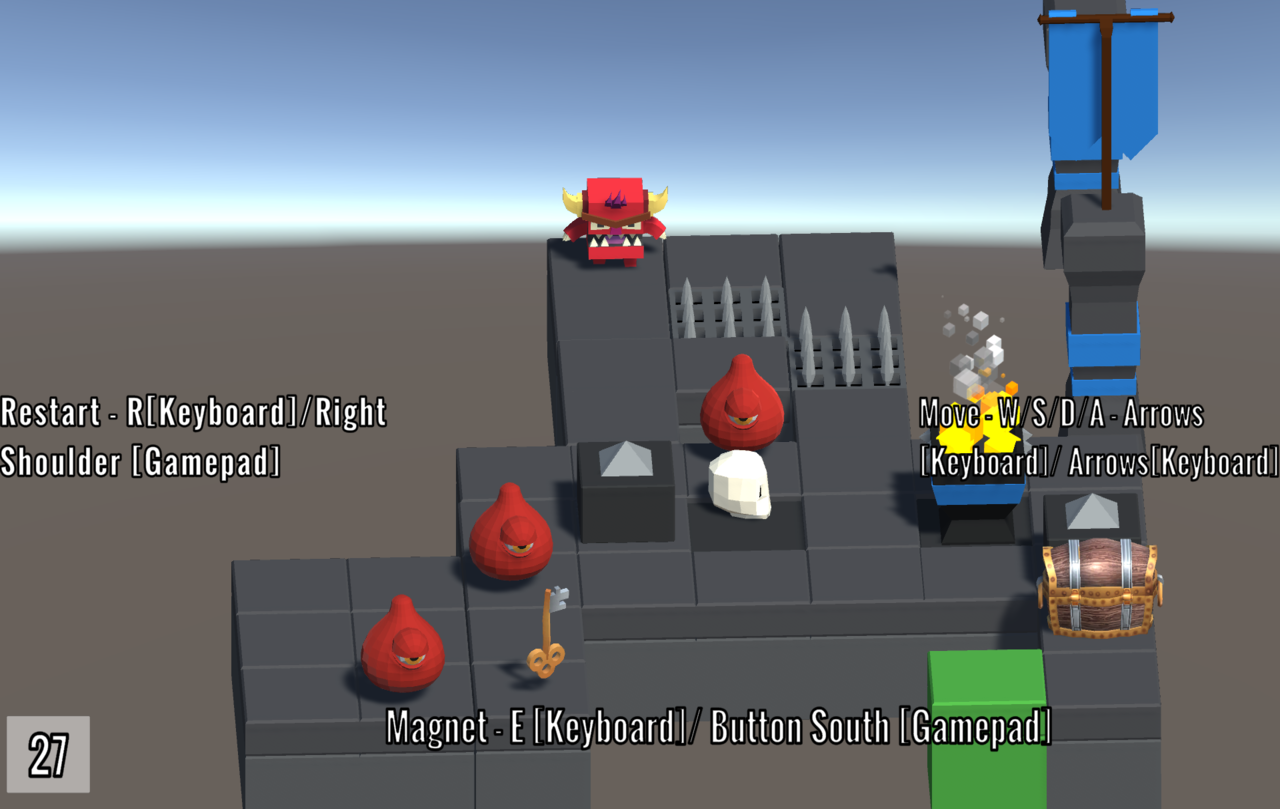 Restart - R[Keyboard]/Right
Shoulder [Gamepad]
Move - W/S/D/A - Arrows
[Keyboard]/ Arrows[Keyboard]
Magnet - E [Keyboard]/ Button South [Gamepad]
27